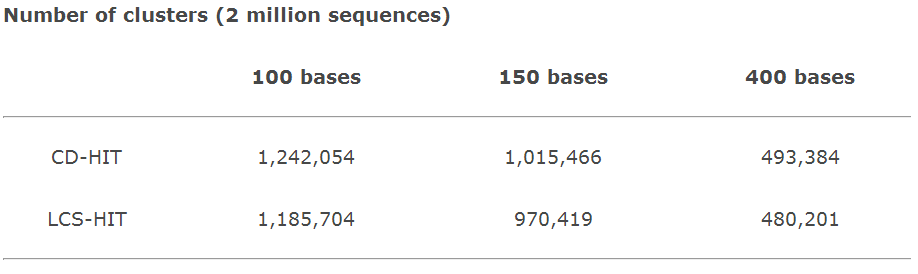 Number of clusters (2 million sequences)
100 bases 150 bases 400 bases
CD-HIT 1,242,054 1,015,466 493,384
LCS-HIT 1,185,704 970,419 480,201